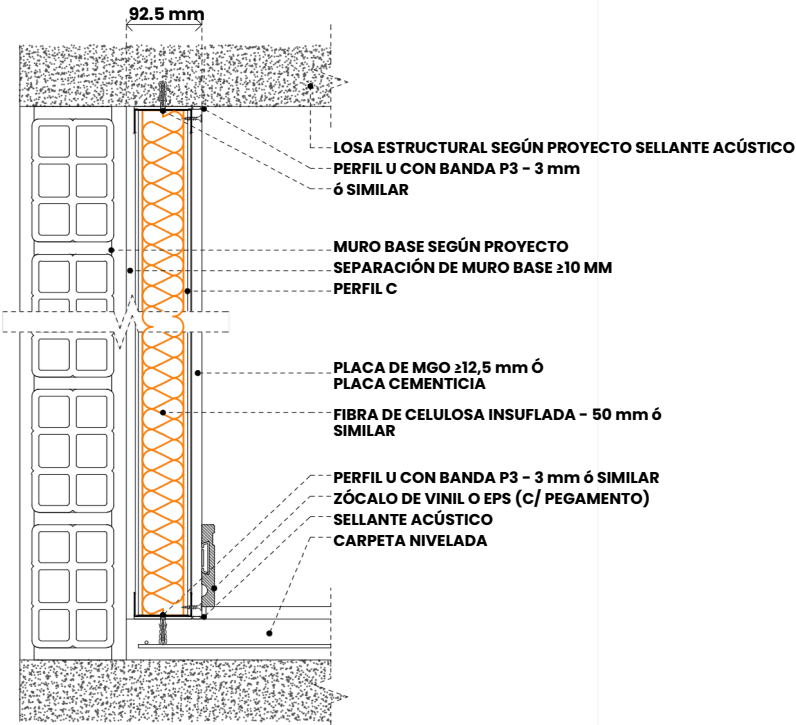 92.5 mm
LOSA ESTRUCTURAL SEGÚN PROYECTO SELLANTE ACÚSTICO
PERFIL U CON BANDA P3 - 3 mm
ó SIMILAR
MURO BASE SEGÚN PROYECTO
SEPARACIÓN DE MURO BASE ≥10 MM
PERFIL C
PLACA DE MGO ≥12,5 mm Ó
PLACA CEMENTICIA
FIBRA DE CELULOSA INSUFLADA - 50 mm ó
SIMILAR
PERFIL U CON BANDA P3 - 3 mm ó SIMILAR
ZÓCALO DE VINIL O EPS (C/ PEGAMENTO)
SELLANTE ACÚSTICO
CARPETA NIVELADA